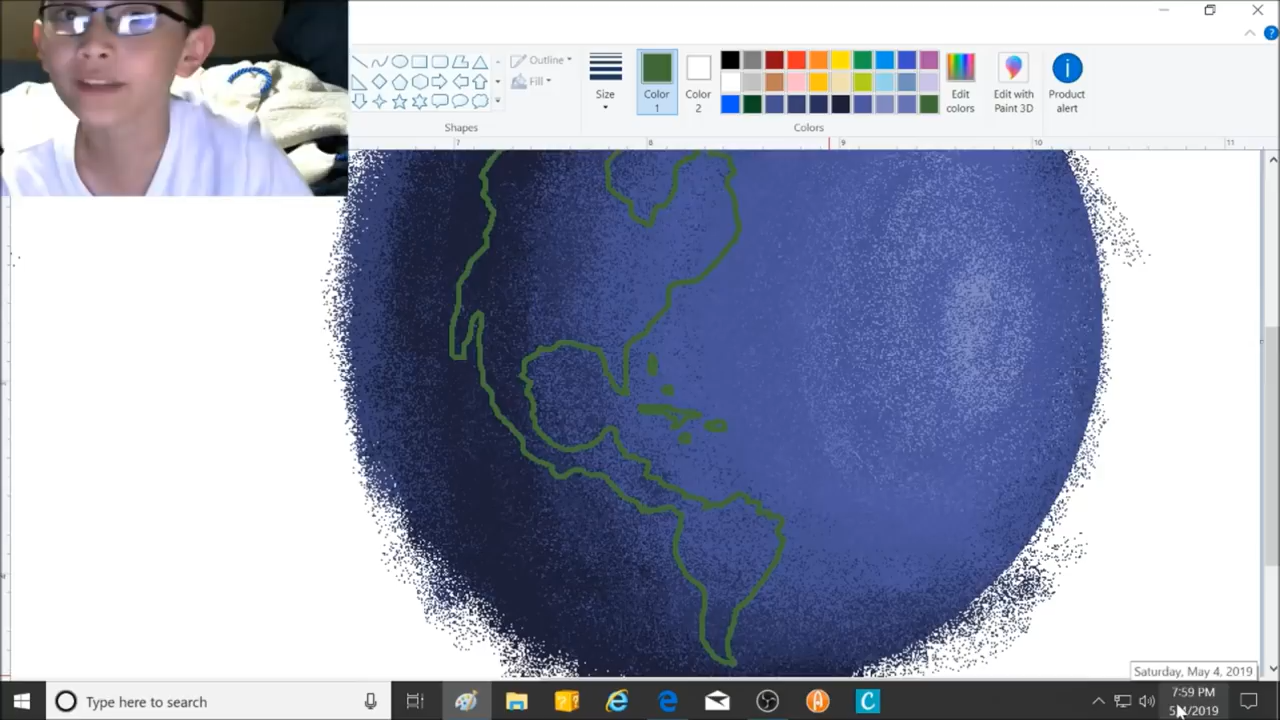 Outline
Fill
Shapes
Size
Color
1
Color
2
Edit
colors
Edit with
Paint 3D
Product
alert
Colors
7
8
9
10
11
Saturday, May 4, 2019
Type here to search
7:59 PM